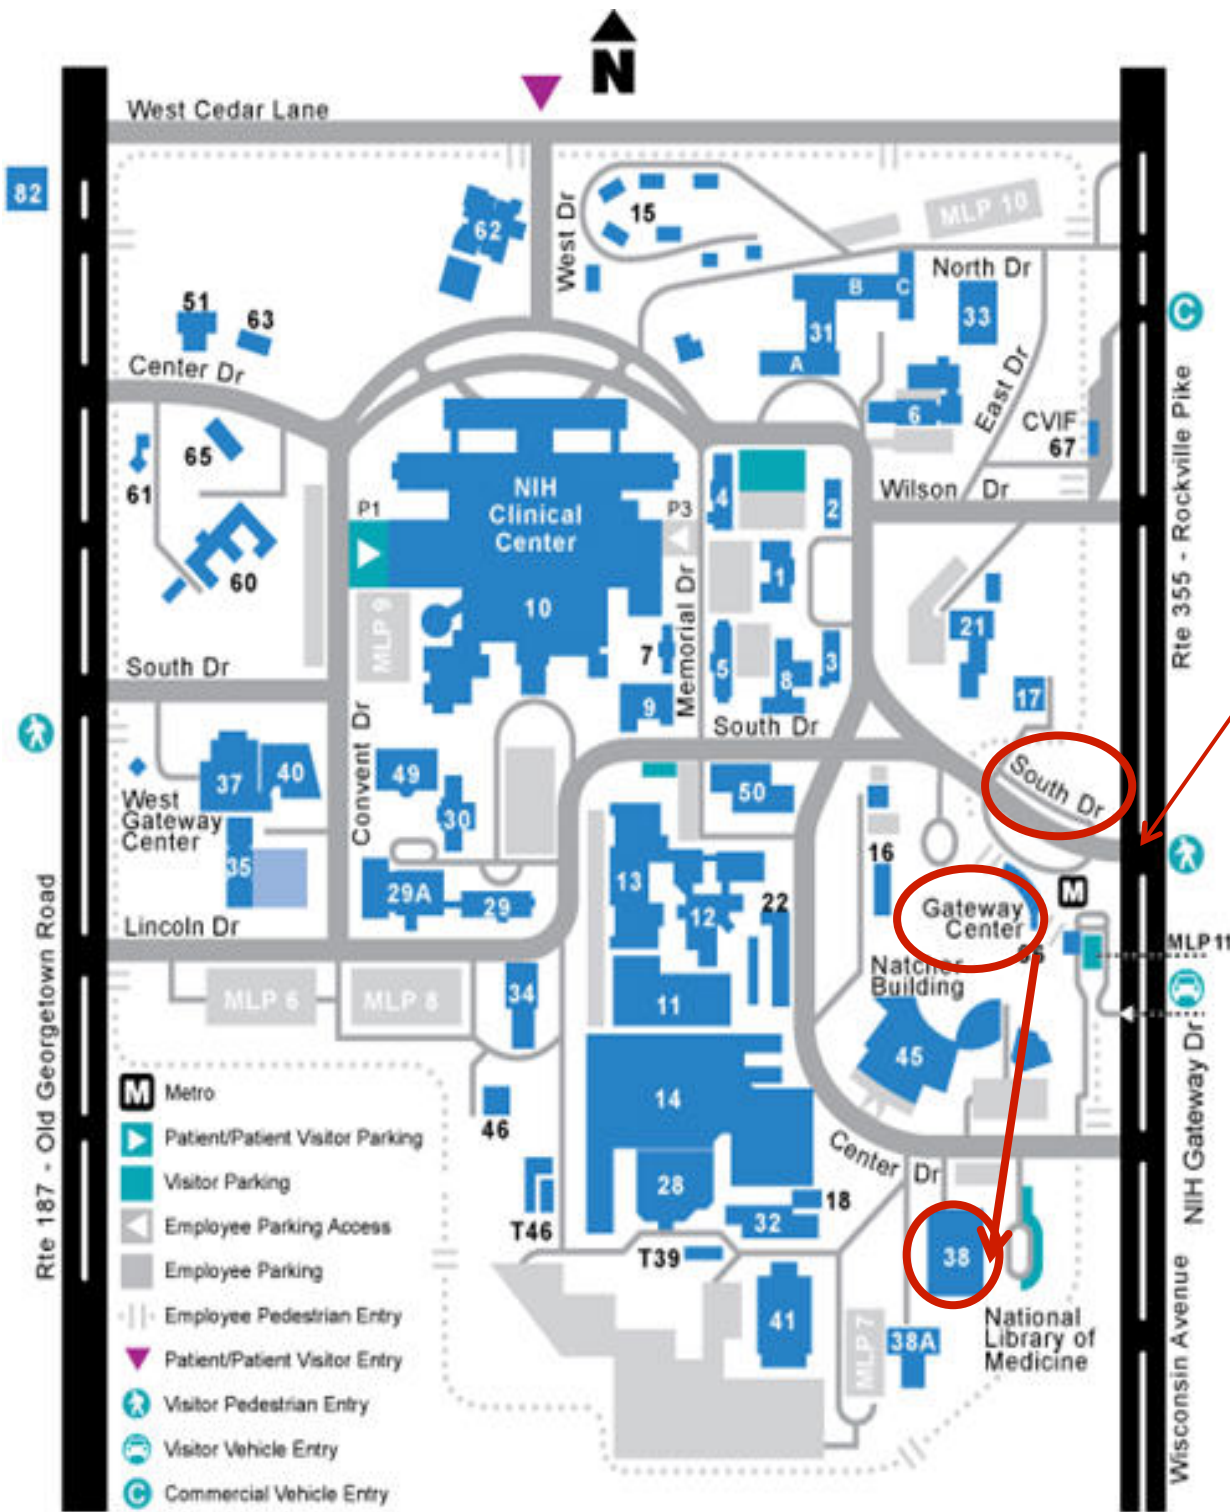 N
West Cedar Lane
82
West Dr
15
MLP 10
62
North Dr
B
C
51
63
31
33
A
Center Dr
East Dr
6
CVIF
67
65
61
4
Wilson Dr
NIH
Clinical
Center
P1
P3
2
60
1
10
MLP 9
Memorial Dr
21
7
5
8
3
South Dr
9
17
South Dr
Convent Dr
South Dr
37
40
49
50
West
Gateway
Center
30
35
16
13
M
29A
29
12
22
Gateway
Center
Lincoln Dr
MLP 11
Natcher
Building
MLP 6
MLP 8
34
11
45
14
46
Center Dr
28
18
32
T46
T39
38
41
National
Library of
Medicine
38A
MLP 7
Rte 187 - Old Georgetown Road
Rte 355 - Rockville Pike
C
NIH Gateway Dr
Wisconsin Avenue
M Metro
Patient/Patient Visitor Parking
Visitor Parking
Employee Parking Access
Employee Parking
Employee Pedestrian Entry
Patient/Patient Visitor Entry
Visitor Pedestrian Entry
Visitor Vehicle Entry
C Commercial Vehicle Entry